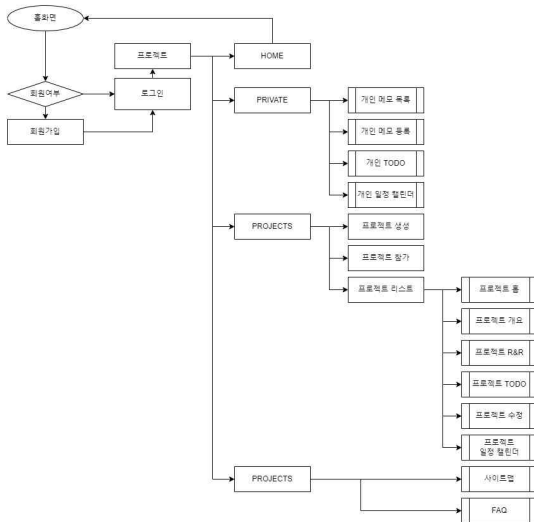 홈화면
회원여부
회원가입
프로젝트
로그인
HOME
PRIVATE
개인 메모 목록
개인 메모 등록
개인 TODO
개인 일정 캘린더
PROJECTS
프로젝트 생성
프로젝트 참가
프로젝트 리스트
프로젝트 홈
프로젝트 개요
프로젝트 R&R
프로젝트 TODO
프로젝트 수정
프로젝트
일정 캘린더
PROJECTS
사이트맵
FAQ